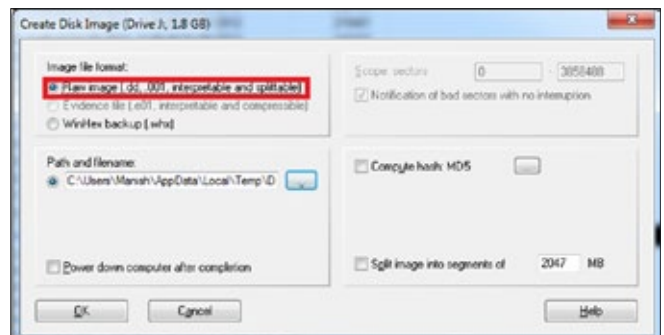 Create Disk Image (Drive J:, 1.8 GB)
Image file format:
Raw image (.dd, .001, interpretable and splittable)
Evidence file (.e01, interpretable and compressible)
WinHex backup (.whx)
Scope: sectors 0 - 3858488
Notification of bad sectors with no interruption
Path and filename:
C:\Users\Manish\AppData\Local\Temp\D ...
Compute hash: MD5 ...
Power down computer after completion
Split image into segments of 2047 MB
OK
Cancel
Help